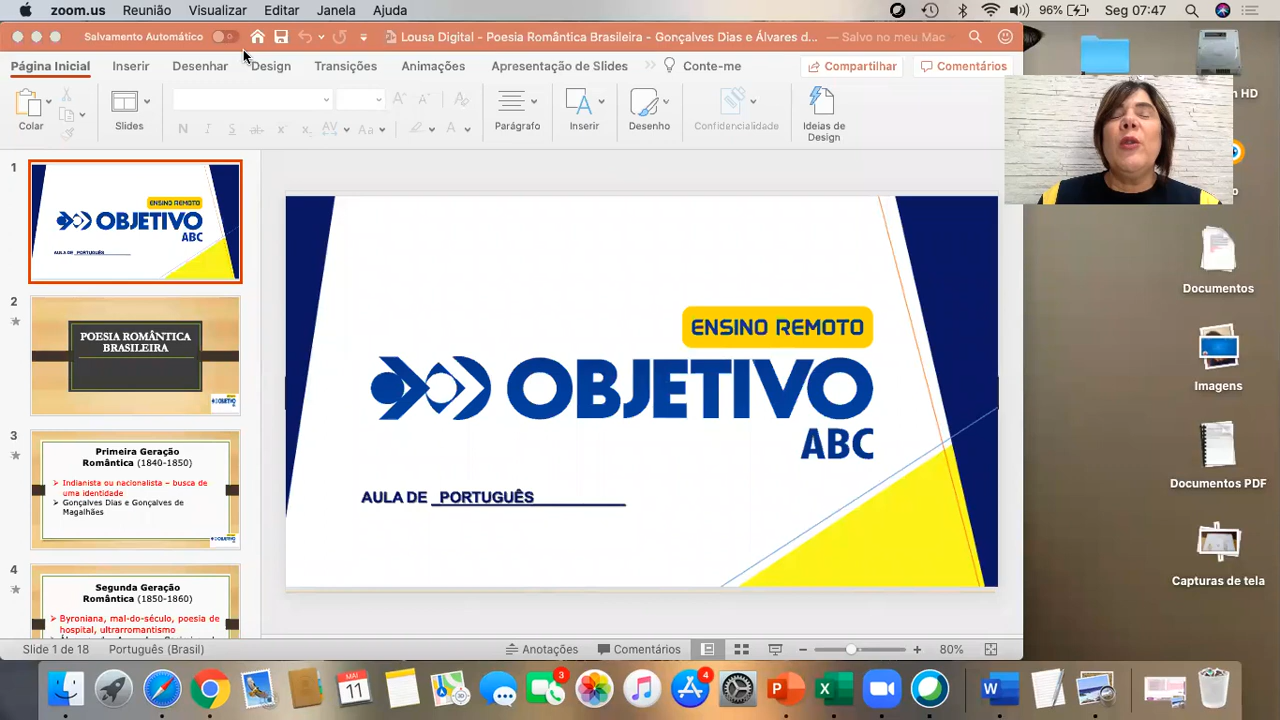 zoom.us Reunião Visualizar Editar Janela Ajuda 96% Seg 07:47
Salvamento Automático Lousa Digital - Poesia Romântica Brasileira - Gonçalves Dias e Álvares d... — Salvo no meu Mac
Página Inicial Inserir Desenhar Design Transições Animações Apresentação de Slides Conte-me Compartilhar Comentários
Colar Slides N I S Parágrafo Inserir Desenho Confidencialidade Ideias de
Design
1
ENSINO REMOTO
OBJETIVO
ABC
AULA DE PORTUGUÊS
2
POESIA ROMÂNTICA
BRASILEIRA
3
Primeira Geração
Romântica (1840-1850)
Indianista ou nacionalista – busca de
uma identidade
Gonçalves Dias e Gonçalves de
Magalhães
4
Segunda Geração
Romântica (1850-1860)
Byroniana, mal-do-século, poesia de
hospital, ultrarromantismo
ENSINO REMOTO
OBJETIVO
ABC
AULA DE PORTUGUÊS
HD
Documentos
Imagens
Documentos PDF
Capturas de tela
Slide 1 de 18 Português (Brasil) Anotações Comentários 80%
MAI
11
3
4